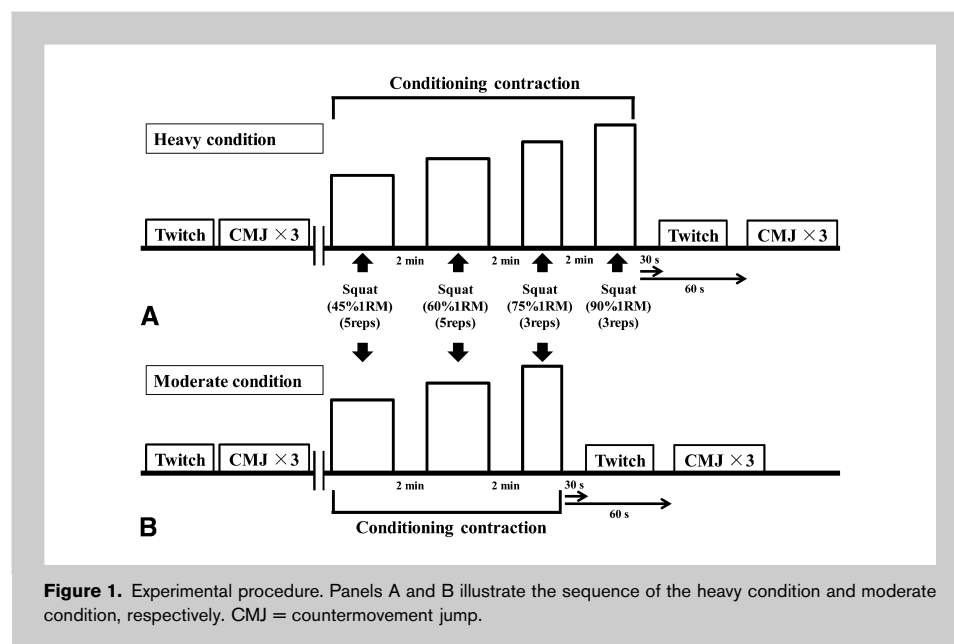 Conditioning contraction
Heavy condition
Twitch CMJ ×3 Twitch CMJ ×3
2 min 2 min 2 min 30 s
60 s
Squat Squat Squat Squat
(45%1RM) (60%1RM) (75%1RM) (90%1RM)
(5reps) (5reps) (3reps) (3reps)
A
Moderate condition
Twitch CMJ ×3 Twitch CMJ ×3
2 min 2 min 30 s
60 s
Conditioning contraction
B
Figure 1. Experimental procedure. Panels A and B illustrate the sequence of the heavy condition and moderate
condition, respectively. CMJ = countermovement jump.